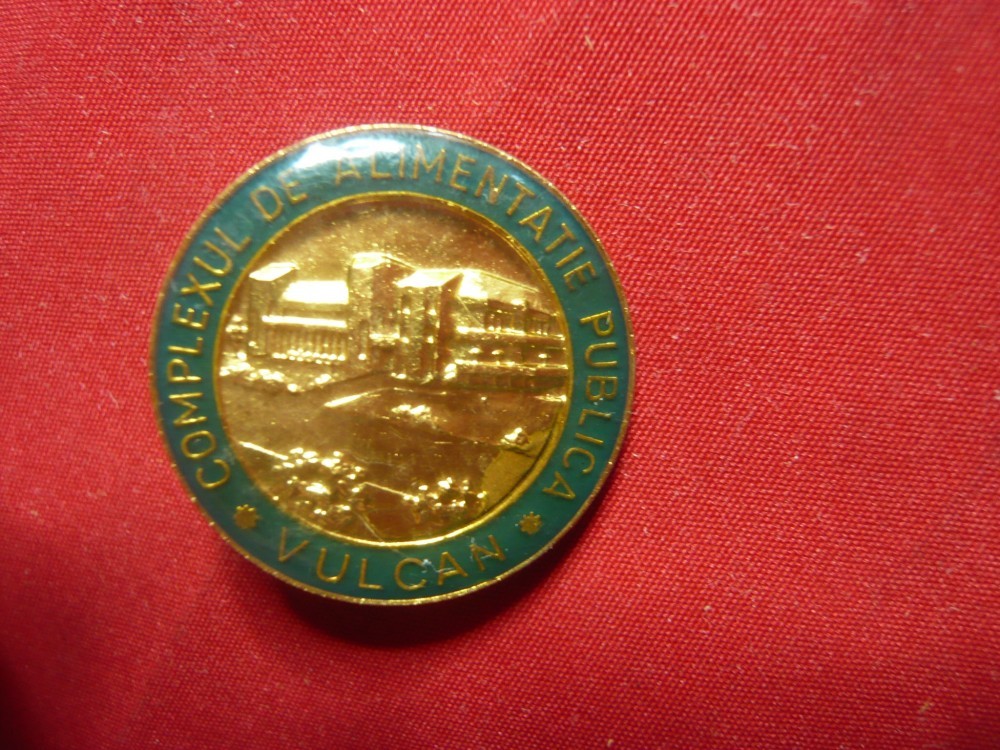 COMPLEXUL DE ALIMENTATIE PUBLICA
* VULCAN *